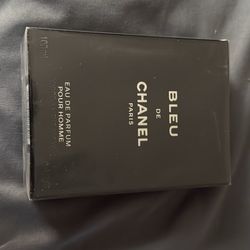 BLEU
DE
CHANEL
PARIS
EAU DE PARFUM
POUR HOMME